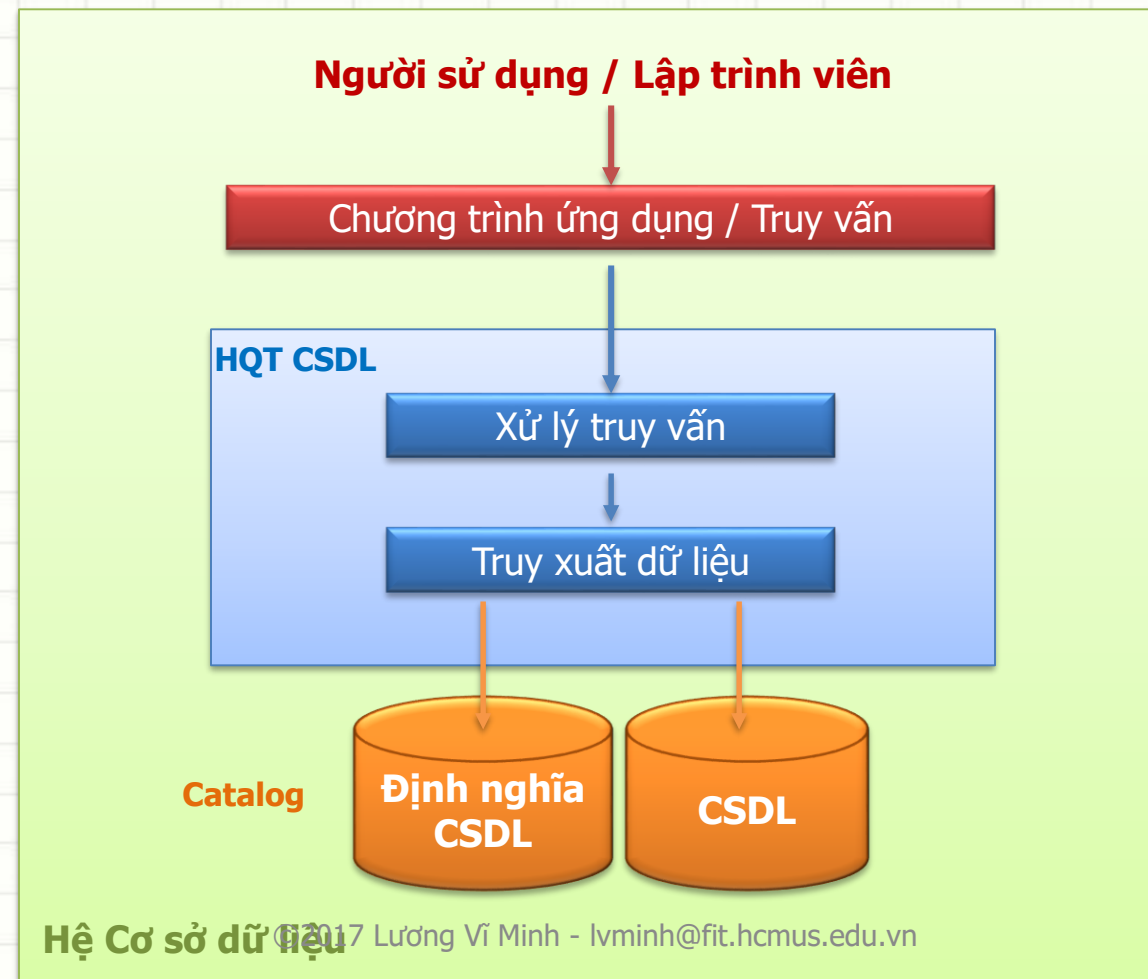 Người sử dụng / Lập trình viên
Chương trình ứng dụng / Truy vấn
HQT CSDL
Xử lý truy vấn
Truy xuất dữ liệu
Catalog
Định nghĩa
CSDL
CSDL
Hệ Cơ sở dữ liệu
©2017 Lương Vĩ Minh - lvminh@fit.hcmus.edu.vn